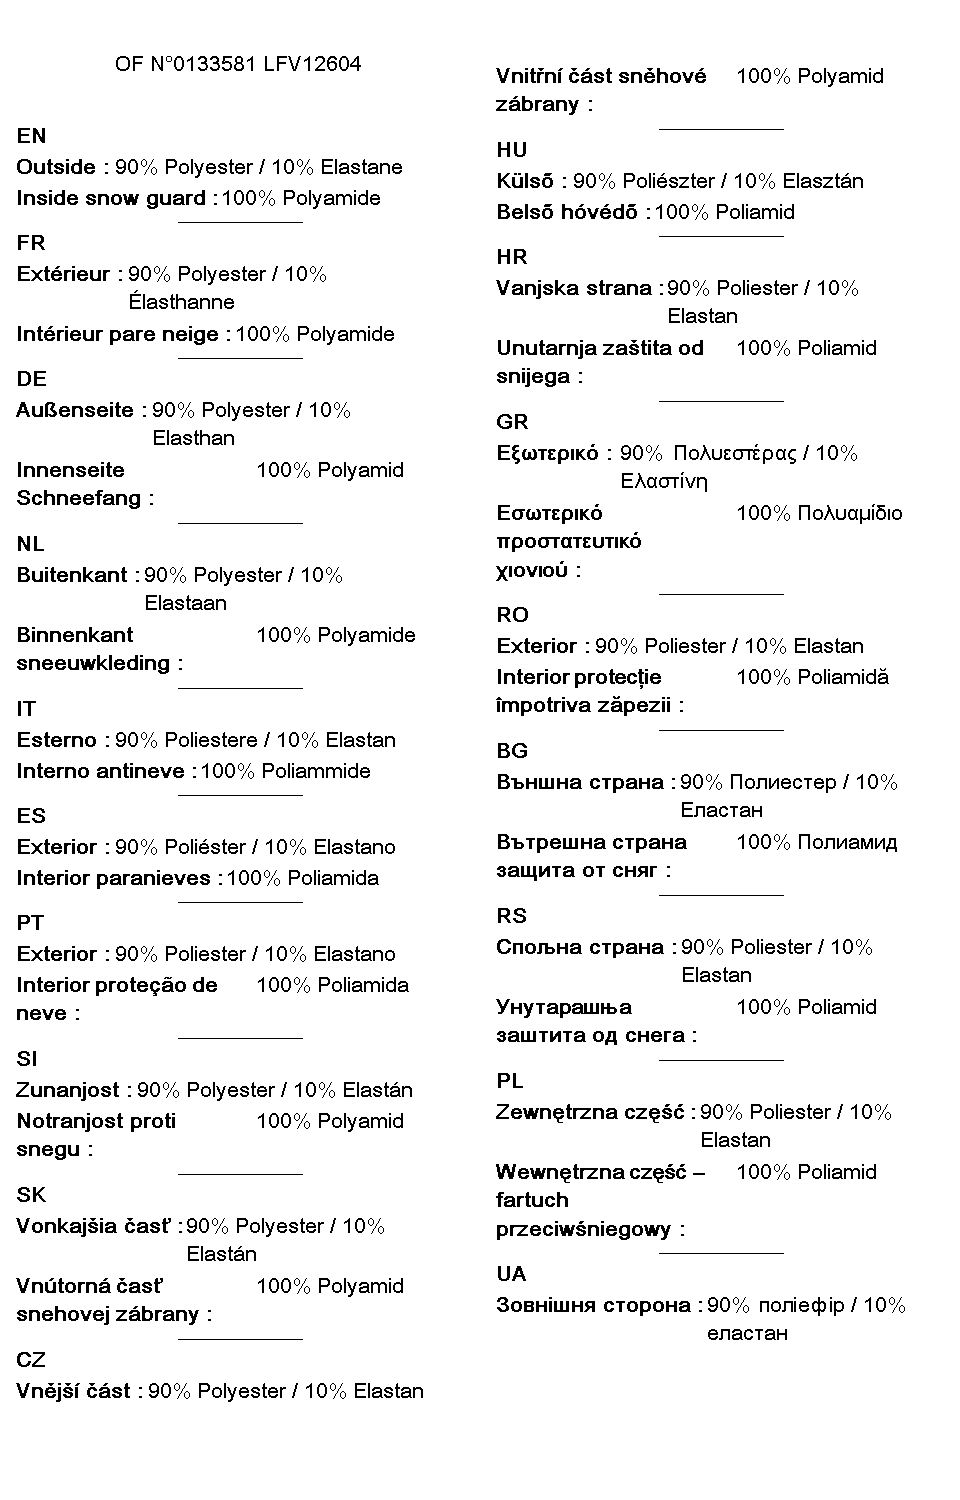 OF N°0133581 LFV12604
EN
Outside : 90% Polyester / 10% Elastane
Inside snow guard : 100% Polyamide
FR
Extérieur : 90% Polyester / 10%
Élasthanne
Intérieur pare neige : 100% Polyamide
DE
Außenseite : 90% Polyester / 10%
Elasthan
Innenseite 100% Polyamid
Schneefang :
NL
Buitenkant : 90% Polyester / 10%
Elastaan
Binnenkant 100% Polyamide
sneeuwkleding :
IT
Esterno : 90% Poliestere / 10% Elastan
Interno antineve : 100% Poliammide
ES
Exterior : 90% Poliéster / 10% Elastano
Interior paranieves : 100% Poliamida
PT
Exterior : 90% Poliester / 10% Elastano
Interior proteção de 100% Poliamida
neve :
SI
Zunanjost : 90% Polyester / 10% Elastán
Notranjost proti 100% Polyamid
snegu :
SK
Vonkajšia časť : 90% Polyester / 10%
Elastán
Vnútorná časť 100% Polyamid
snehovej zábrany :
CZ
Vnější část : 90% Polyester / 10% Elastan
Vnitřní část sněhové 100% Polyamid
zábrany :
HU
Külső : 90% Poliészter / 10% Elasztán
Belső hóvédő : 100% Poliamid
HR
Vanjska strana : 90% Poliester / 10%
Elastan
Unutarnja zaštita od 100% Poliamid
snijega :
GR
Εξωτερικό : 90% Πολυεστέρας / 10%
Ελαστίνη
Εσωτερικό 100% Πολυαμίδιο
προστατευτικό
χιονιού :
RO
Exterior : 90% Poliester / 10% Elastan
Interior protecție 100% Poliamidă
împotriva zăpezii :
BG
Външна страна : 90% Полиестер / 10%
Еластан
Вътрешна страна 100% Полиамид
защита от сняг :
RS
Спољна страна : 90% Poliester / 10%
Elastan
Унутарашња 100% Poliamid
заштита од снега :
PL
Zewnętrzna część : 90% Poliester / 10%
Elastan
Wewnętrzna część – 100% Poliamid
fartuch
przeciwśniegowy :
UA
Зовнішня сторона : 90% поліефір / 10%
еластан